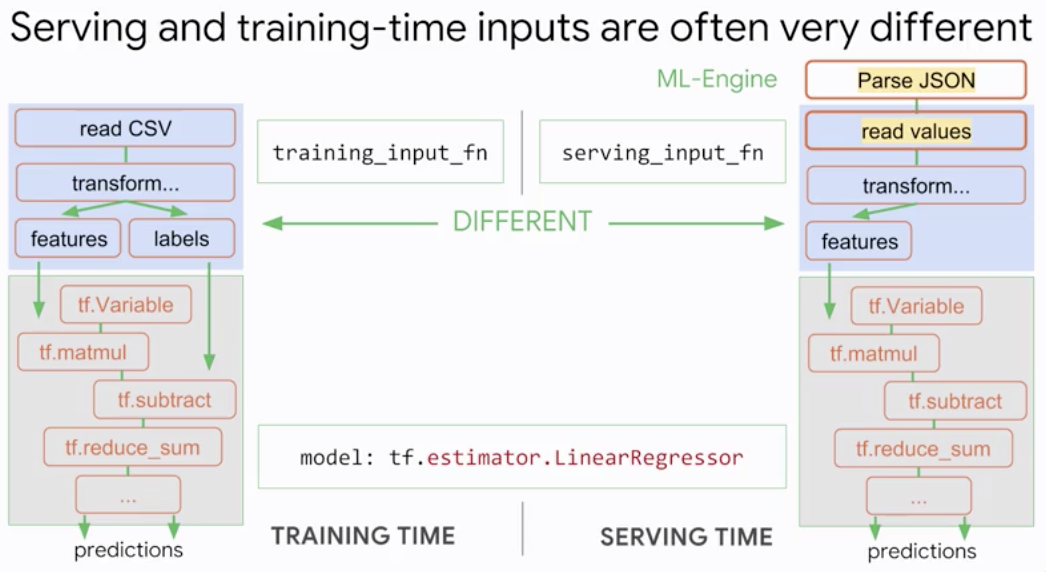 Serving and training-time inputs are often very different
ML-Engine
Parse JSON
read CSV
training_input_fn
serving_input_fn
read values
transform...
transform...
DIFFERENT
features
labels
features
tf.Variable
tf.matmul
tf.subtract
tf.reduce_sum
...
predictions
tf.Variable
tf.matmul
tf.subtract
tf.reduce_sum
...
predictions
model: tf.estimator.LinearRegressor
TRAINING TIME
SERVING TIME